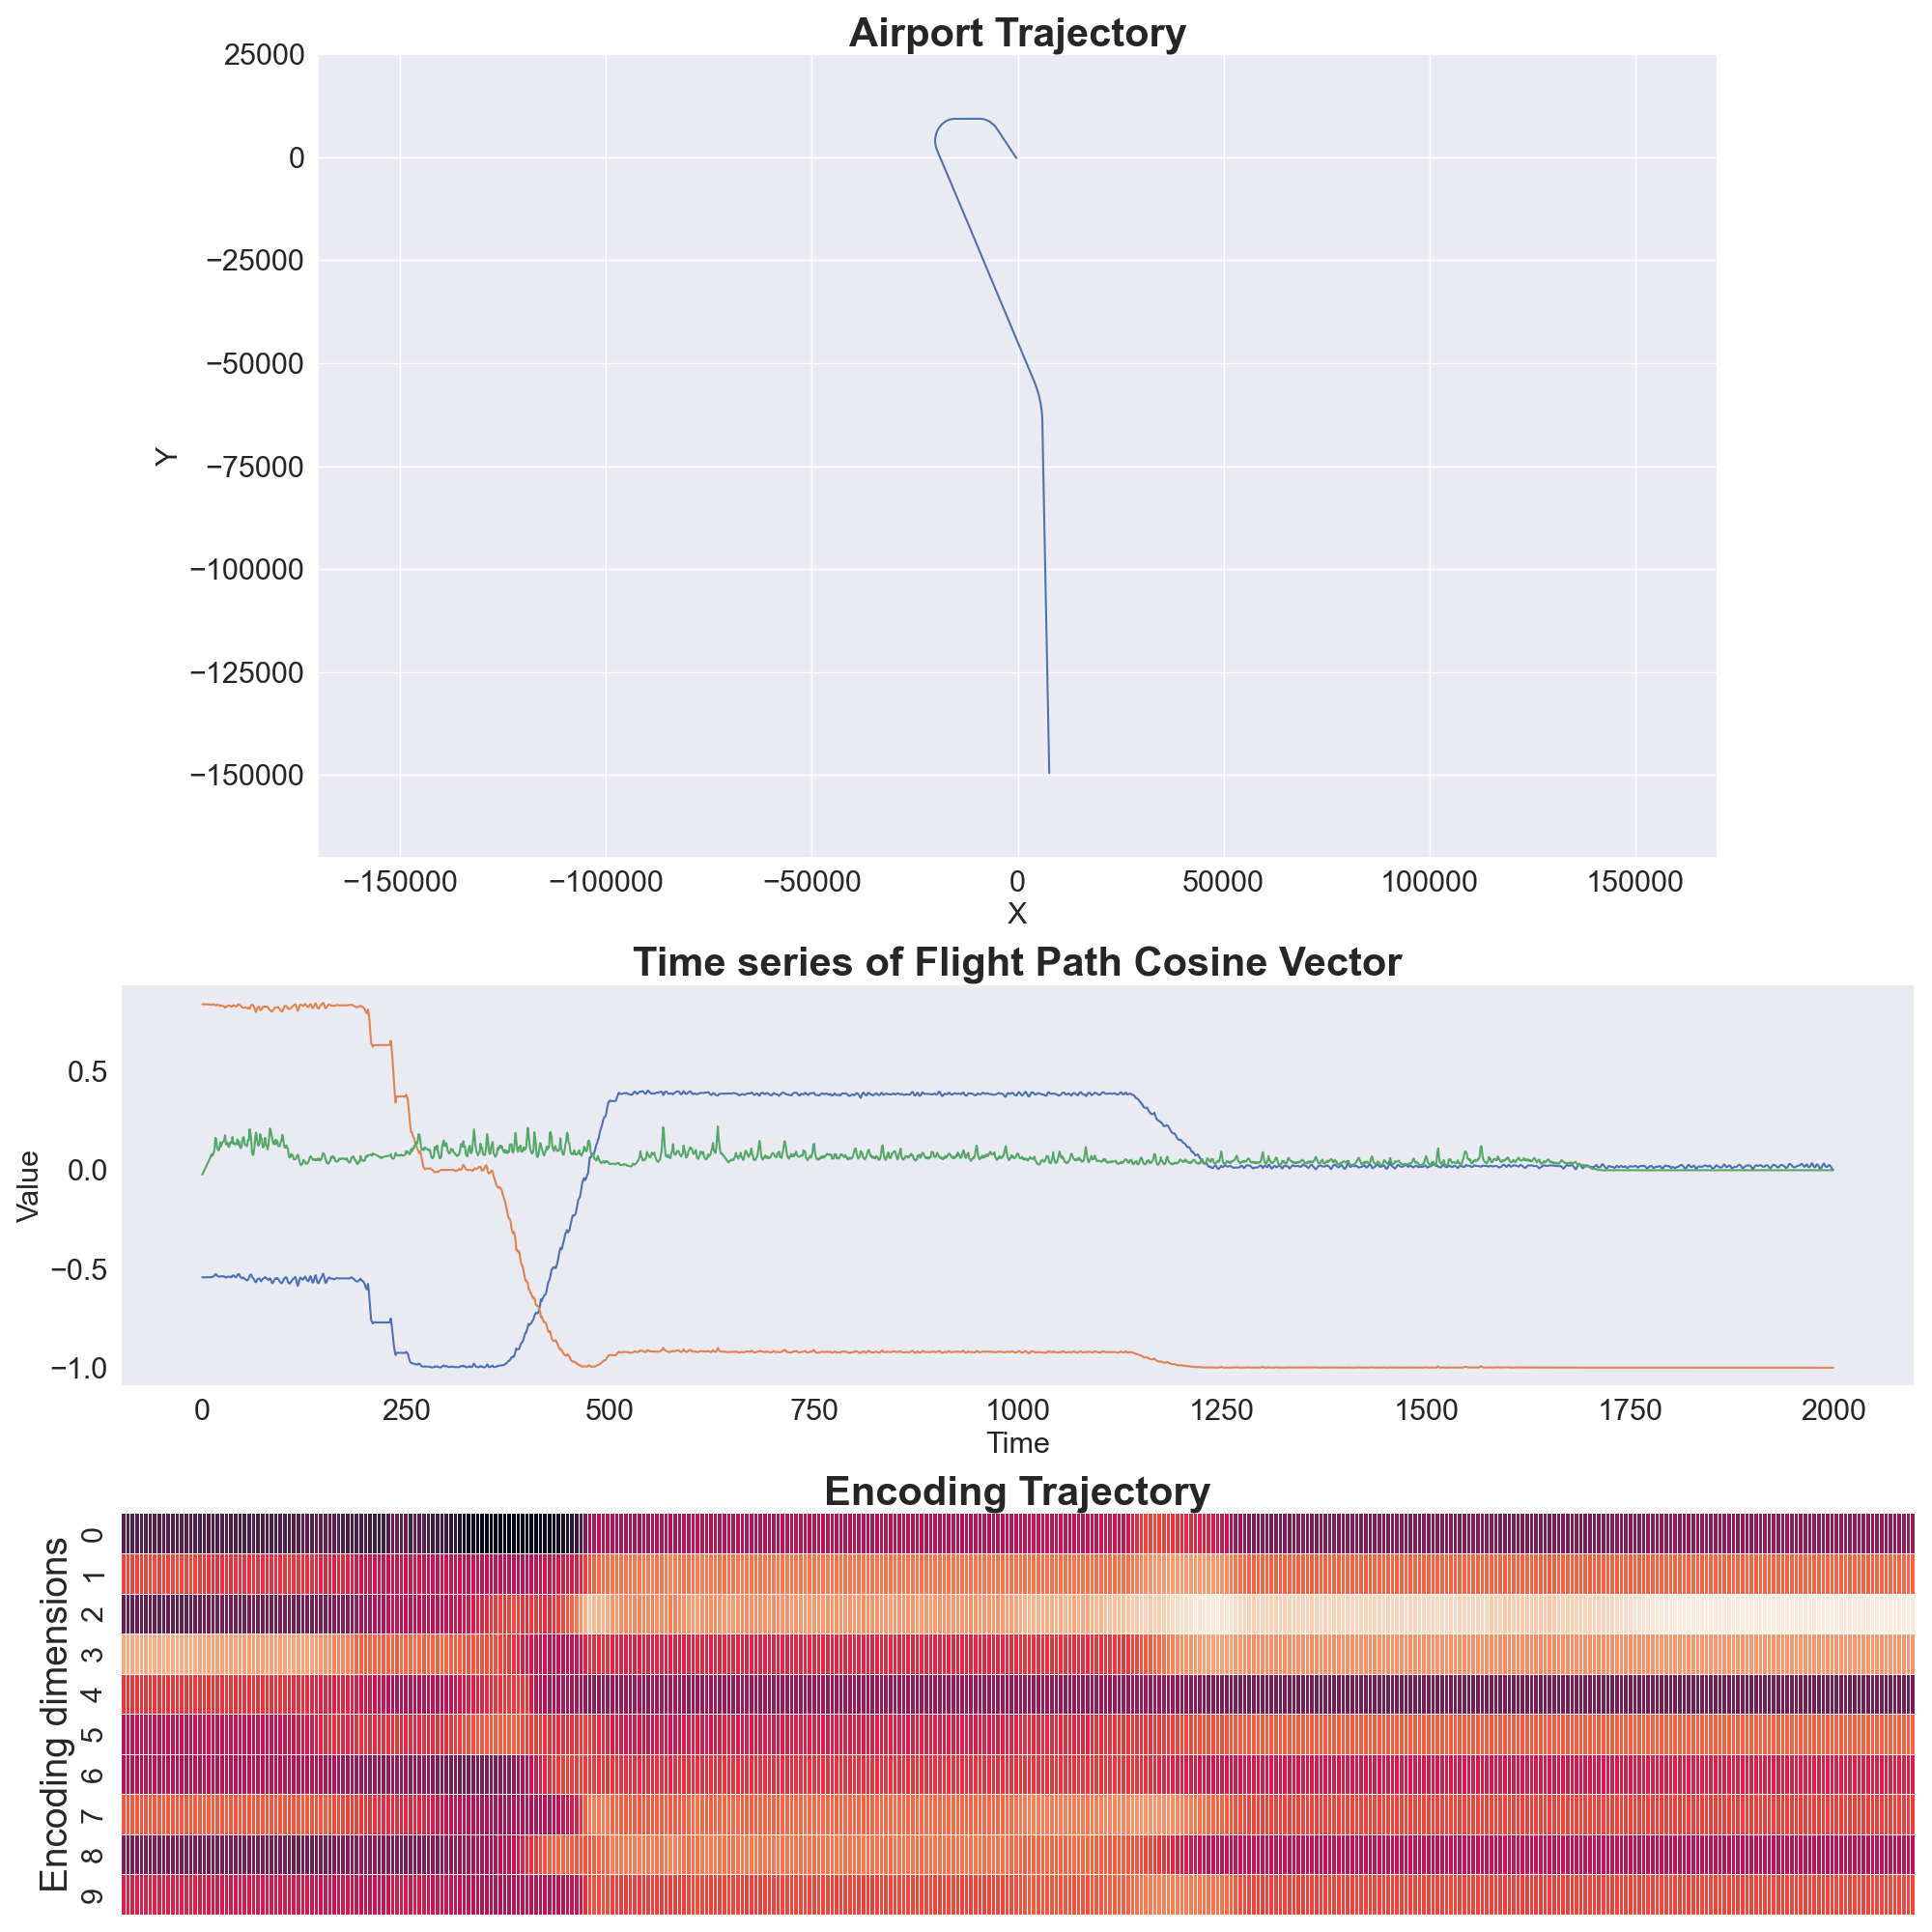 Airport Trajectory
25000
0
−25000
−50000
−75000
−100000
−125000
−150000
Y
−150000 −100000 −50000 0 50000 100000 150000
X
Time series of Flight Path Cosine Vector
0.5
0.0
−0.5
−1.0
Value
0 250 500 750 1000 1250 1500 1750 2000
Time
Encoding Trajectory
Encoding dimensions
0
1
2
3
4
5
6
7
8
9